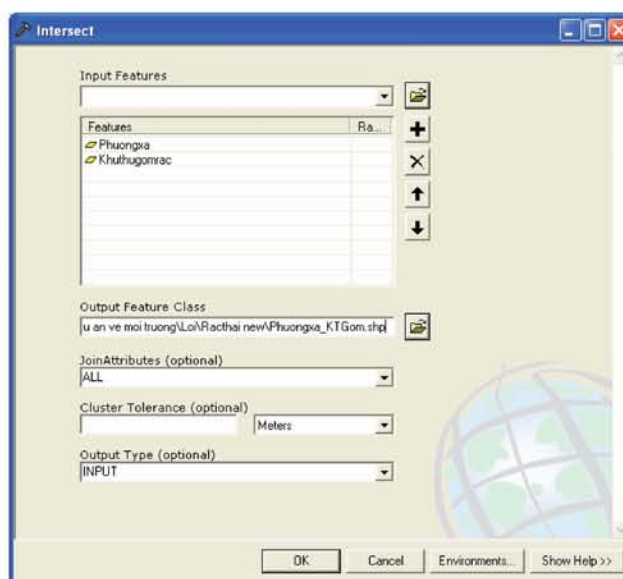 Intersect
Input Features
Features Ra...
Phuongxa
Khuthugomrac
Output Feature Class
u an ve moi truong\Loi\Racthai new\Phuongxa_KTGom.shp
JoinAttributes (optional)
ALL
Cluster Tolerance (optional)
Meters
Output Type (optional)
INPUT
OK Cancel Environments... Show Help >>